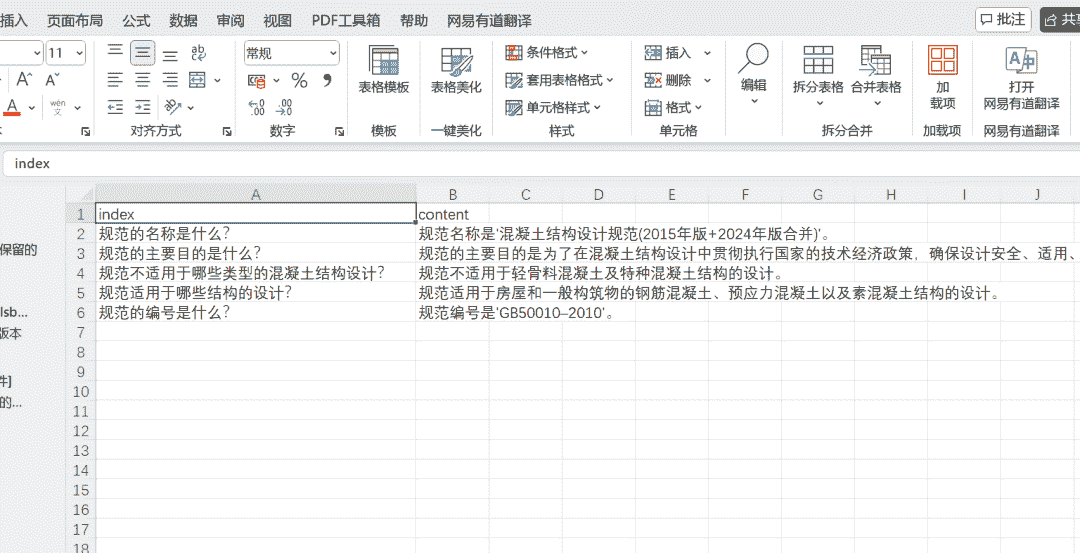 插入 页面布局 公式 数据 审阅 视图 PDF工具箱 帮助 网易有道翻译 批注 共享
11 ab 常规 条件格式 插入
表格模板 表格美化 套用表格格式 删除 编辑 拆分表格 合并表格 加载项 打开网易有道翻译
A wén 文 .00 .00 单元格样式 格式
对齐方式 数字 模板 一键美化 样式 单元格 拆分合并 加载项 网易有道翻译
index
A B C D E F G H I J
1 index content
2 规范的名称是什么? 规范名称是'混凝土结构设计规范(2015年版+2024年版合并)'。
保留的
3 规范的主要目的是什么? 规范的主要目的是为了在混凝土结构设计中贯彻执行国家的技术经济政策，确保设计安全、适用、
4 规范不适用于哪些类型的混凝土结构设计? 规范不适用于轻骨料混凝土及特种混凝土结构的设计。
5 规范适用于哪些结构的设计? 规范适用于房屋和一般构筑物的钢筋混凝土、预应力混凝土以及素混凝土结构的设计。
lsb...
6 规范的编号是什么? 规范编号是'GB50010–2010'。
版本
7
8
9
件]
10
的...
11
12
13
14
15
16
17
18